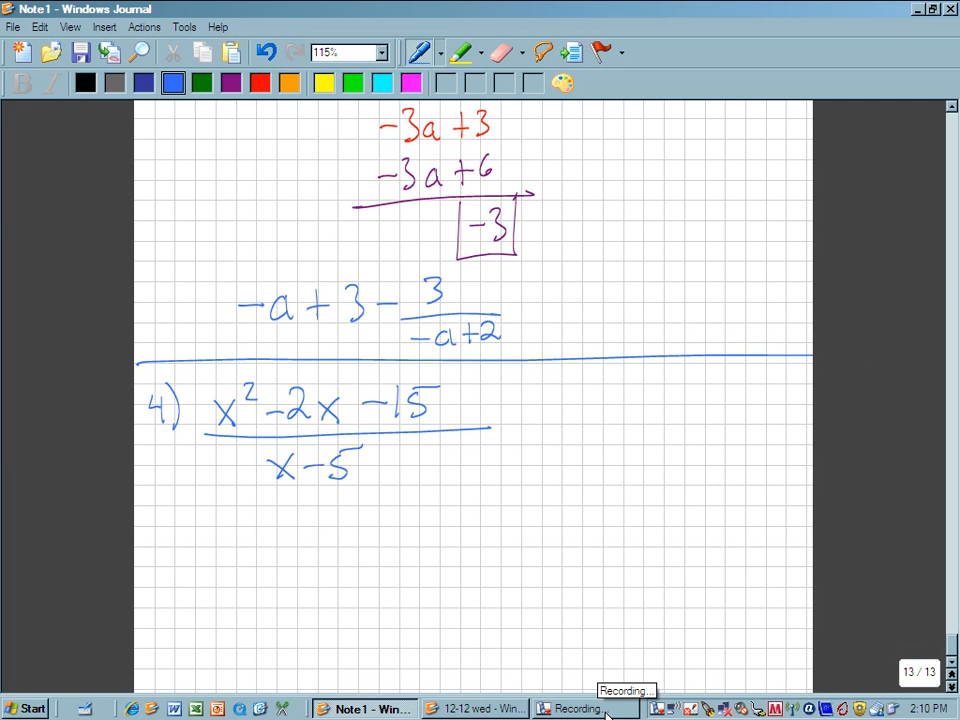 Note1 - Windows Journal
File Edit View Insert Actions Tools Help
115%
B I
-3a + 3
-3a + 6
-3
-a + 3 - 3
-a + 2
4) x² - 2x - 15
x - 5
13 / 13
Recording...
Start
Note1 - Win...
12-12 wed - Win...
Recording...
2:10 PM